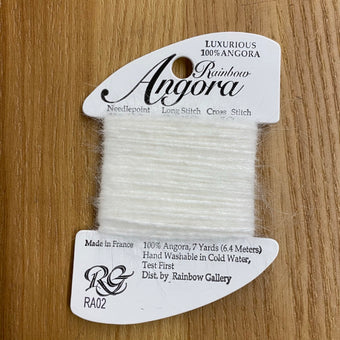 LUXURIOUS
100% ANGORA
Rainbow
Angora
Needlepoint Long Stitch Cross Stitch
Made in France
100% Angora, 7 Yards (6.4 Meters)
Hand Washable in Cold Water,
Test First
Dist. by Rainbow Gallery
RG
RA02